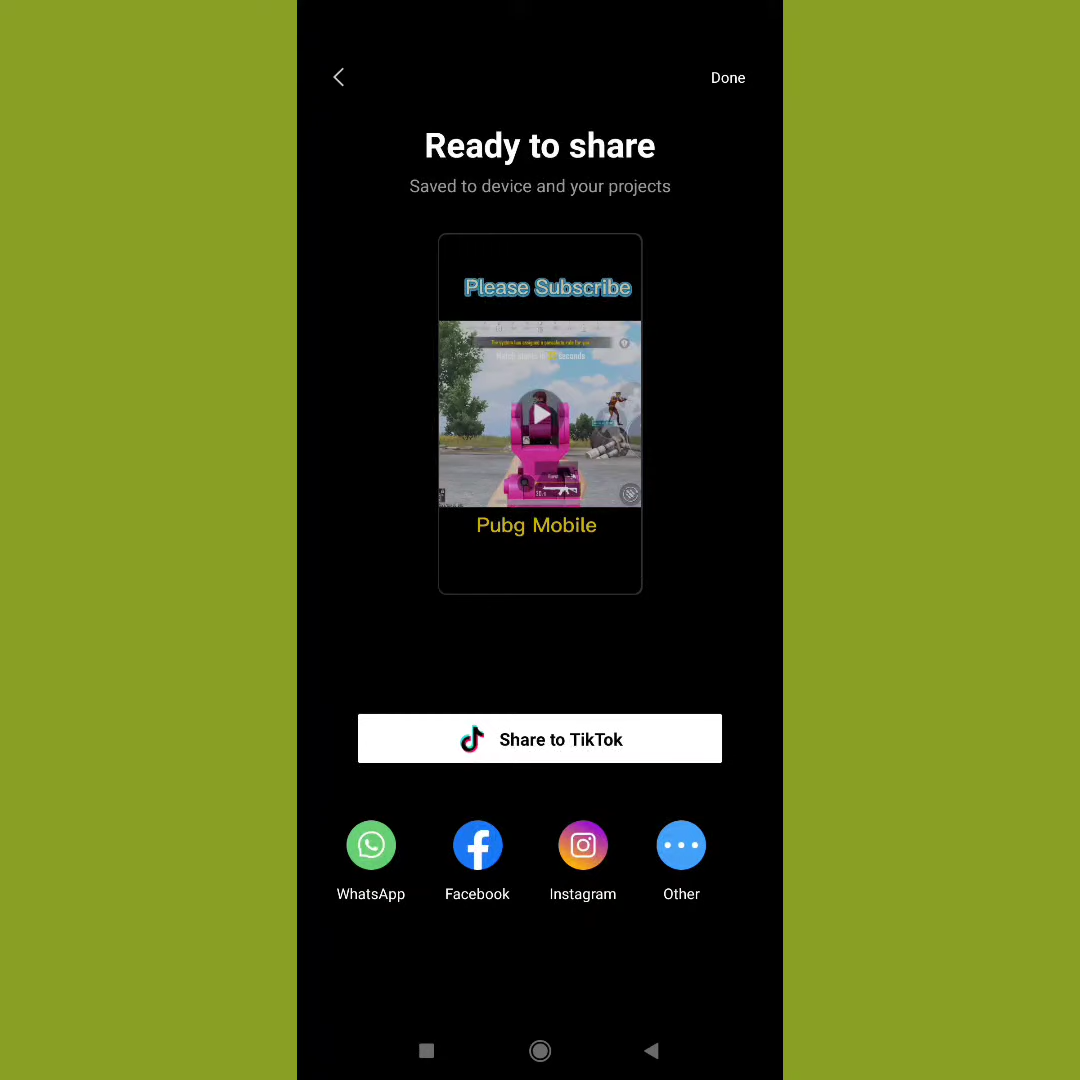 Done
Ready to share
Saved to device and your projects
Please Subscribe
Pubg Mobile
Share to TikTok
WhatsApp Facebook Instagram Other